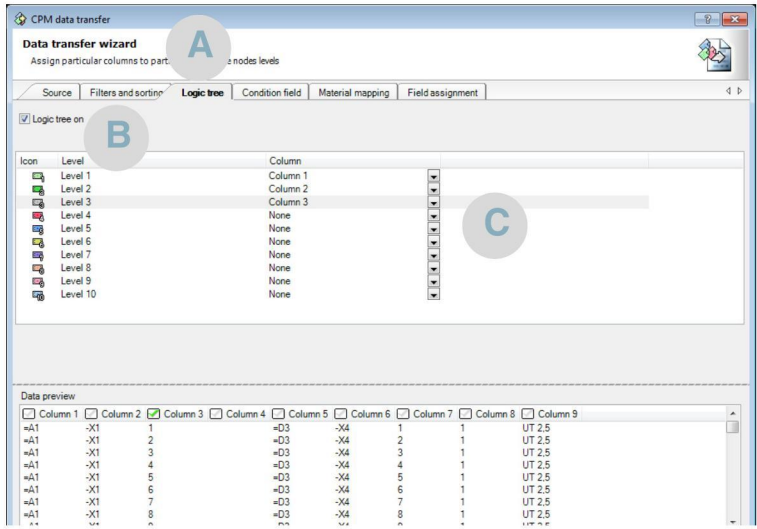 CPM data transfer
Data transfer wizard
A
Assign particular columns to part e nodes levels
Source Filters and sorting Logic tree Condition field Material mapping Field assignment
Logic tree on
B
Icon Level Column
Level 1 Column 1
Level 2 Column 2
Level 3 Column 3
Level 4 None
C
Level 5 None
Level 6 None
Level 7 None
Level 8 None
Level 9 None
Level 10 None
Data preview
Column 1 Column 2 Column 3 Column 4 Column 5 Column 6 Column 7 Column 8 Column 9
=A1 -X1 1 =D3 -X4 1 1 UT 2,5
=A1 -X1 2 =D3 -X4 2 1 UT 2,5
=A1 -X1 3 =D3 -X4 3 1 UT 2,5
=A1 -X1 4 =D3 -X4 4 1 UT 2,5
=A1 -X1 5 =D3 -X4 5 1 UT 2,5
=A1 -X1 6 =D3 -X4 6 1 UT 2,5
=A1 -X1 7 =D3 -X4 7 1 UT 2,5
=A1 -X1 8 =D3 -X4 8 1 UT 2,5